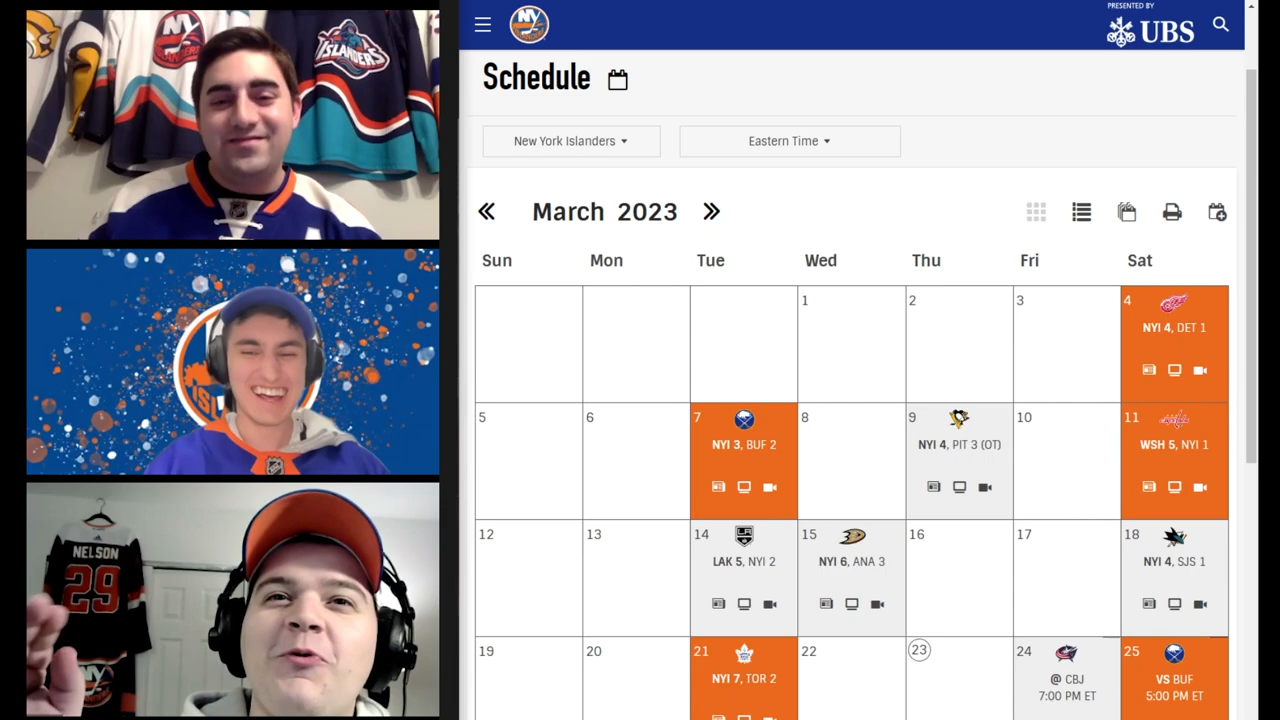 NY
ISLANDERS
ISL
NELSON
29
NY
NY
PRESENTED BY
UBS
Schedule
New York Islanders
Eastern Time
March 2023
Sun Mon Tue Wed Thu Fri Sat
1 2 3 4
NYI 4, DET 1
5 6 7 8 9 10 11
NYI 3, BUF 2
NYI 4, PIT 3 (OT)
WSH 5, NYI 1
12 13 14 15 16 17 18
LAK 5, NYI 2
NYI 6, ANA 3
NYI 4, SJS 1
19 20 21 22 23 24 25
NYI 7, TOR 2
@ CBJ
7:00 PM ET
VS BUF
5:00 PM ET